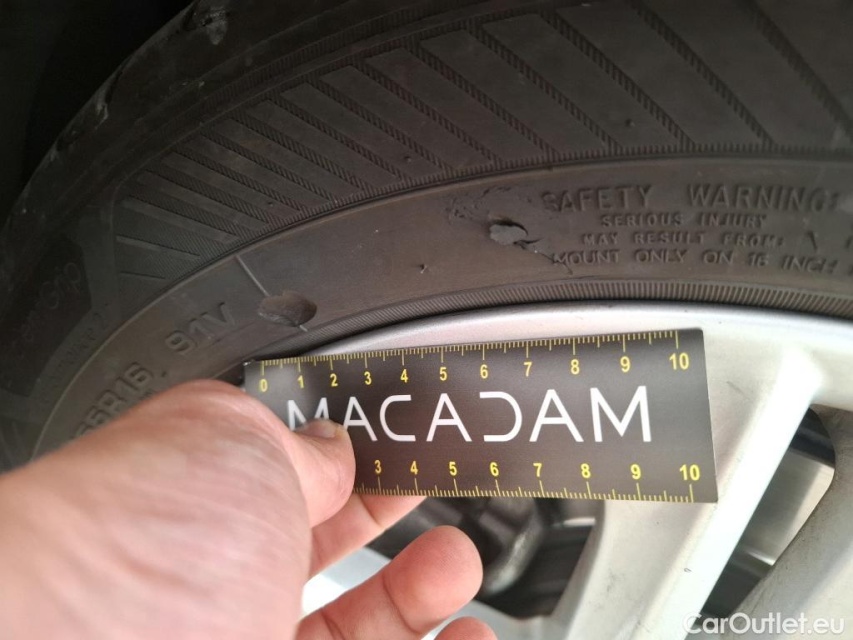 SAFETY WARNING:
SERIOUS INJURY
MAY RESULT FROM:
MOUNT ONLY ON 16 INCH
91V
R16
0 1 2 3 4 5 6 7 8 9 10
MACADAM
3 4 5 6 7 8 9 10
CarOutlet.eu